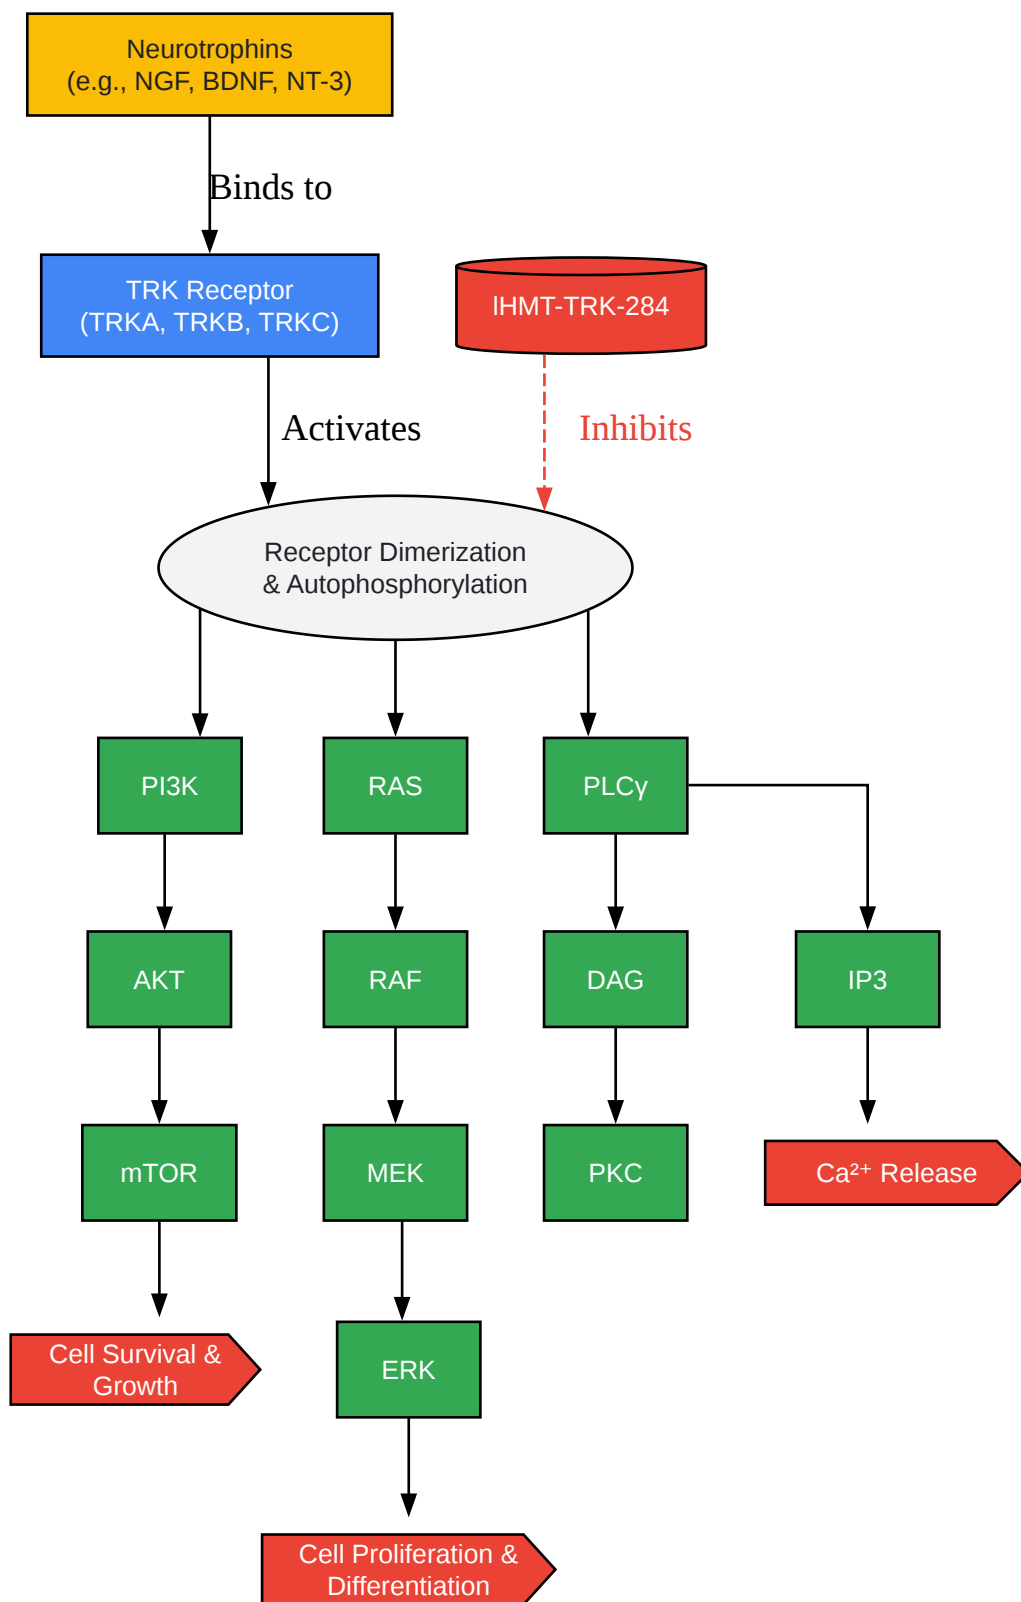 Neurotrophins
(e.g., NGF, BDNF, NT-3)
Binds to
TRK Receptor
(TRKA, TRKB, TRKC)
lHMT-TRK-284
Activates
Inhibits
Receptor Dimerization
& Autophosphorylation
PI3K
RAS
PLCγ
AKT
RAF
DAG
IP3
mTOR
MEK
PKC
Ca²⁺ Release
Cell Survival &
Growth
ERK
Cell Proliferation &
Differentiation